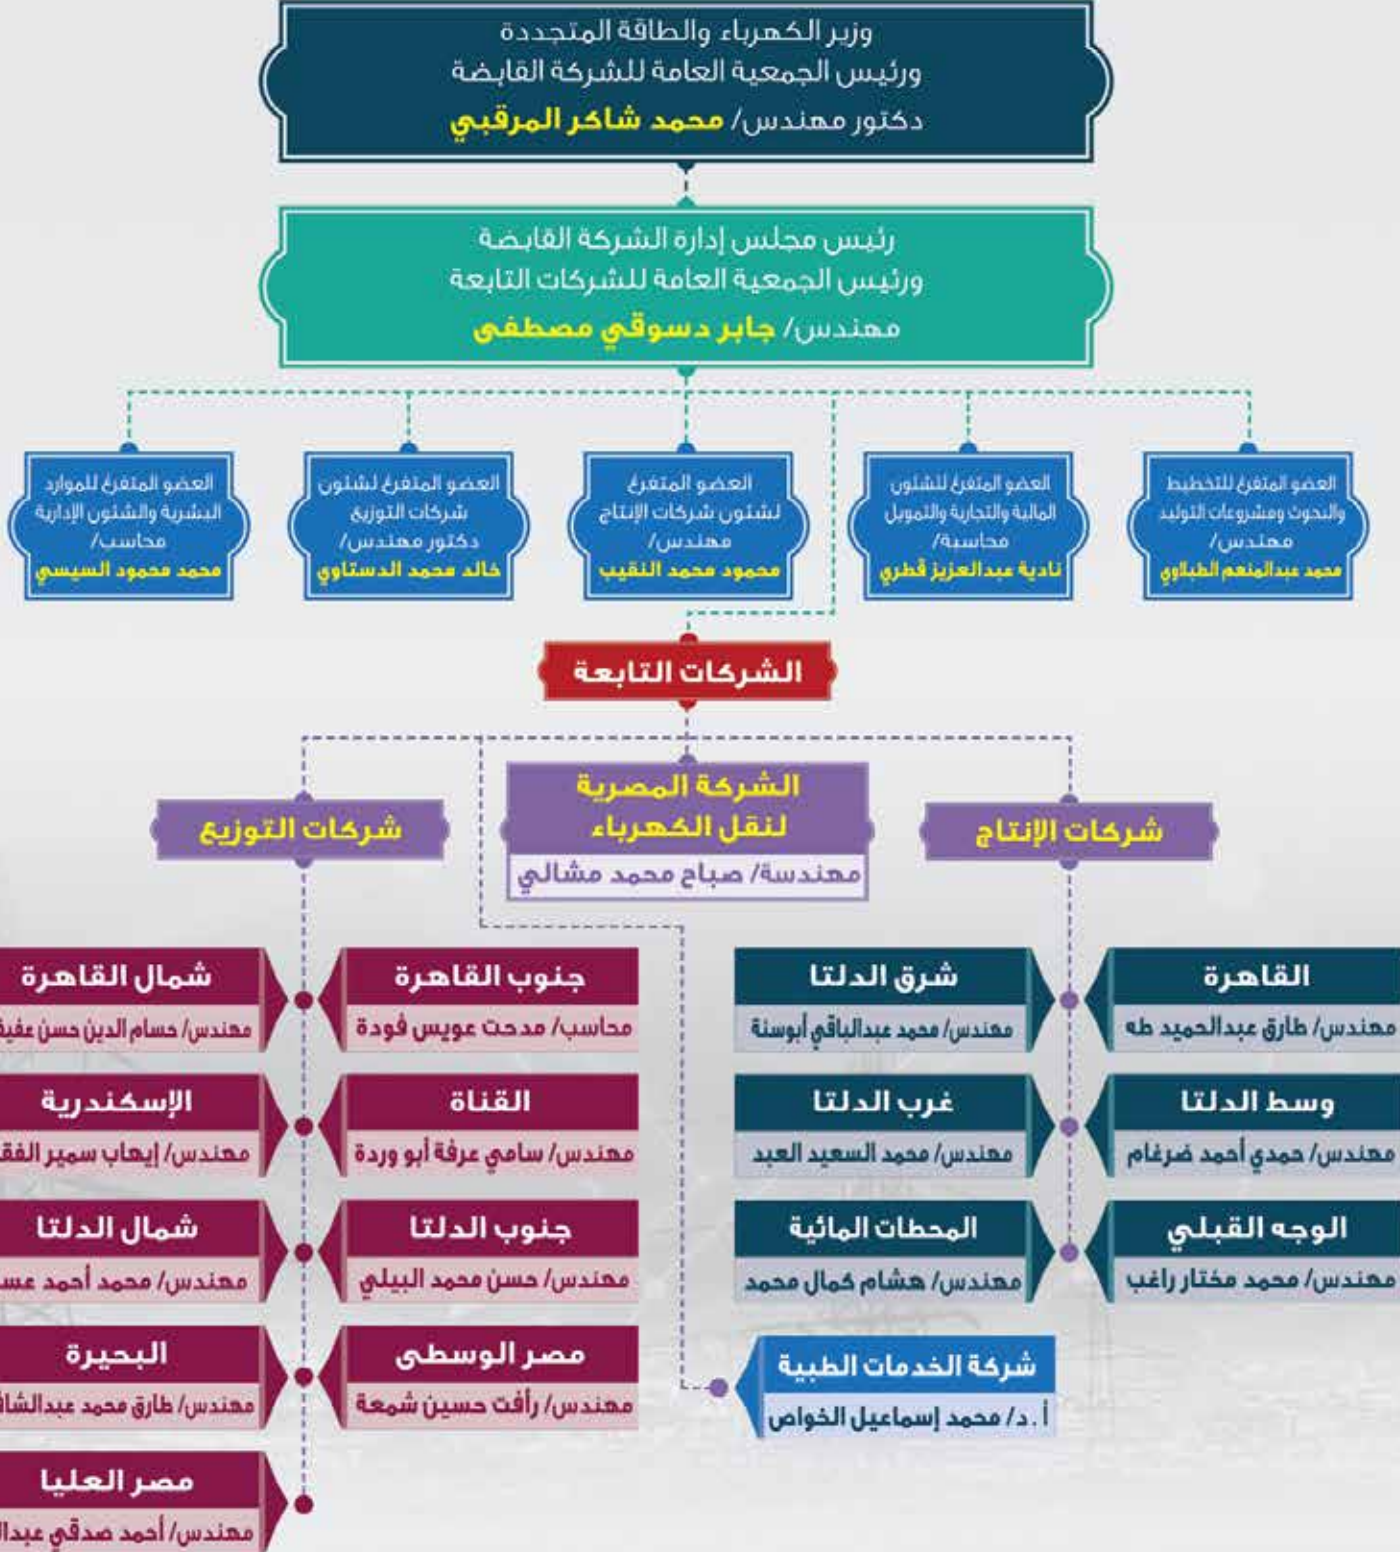 وزير الكهرباء والطاقة المتجددة
ورئيس الجمعية العامة للشركة القابضة
دكتور مهندس/ محمد شاكر المرقبي
رئيس مجلس إدارة الشركة القابضة
ورئيس الجمعية العامة للشركات التابعة
مهندس/ جابر دسوقي مصطفى
العضو المتفرغ للتخطيط
والبحوث ومشروعات التوليد
مهندس/
محمد عبدالمنعم الطبلاوي
العضو المتفرغ للشئون
المالية والتجارية والتمويل
محاسبة/
نادية عبدالعزيز قطري
العضو المتفرغ
لشئون شركات الإنتاج
مهندس/
محمود محمد النقيب
العضو المتفرغ لشئون
شركات التوزيع
دكتور مهندس/
خالد محمد الدستاوي
العضو المتفرغ للموارد
البشرية والشئون الإدارية
محاسب/
محمد محمود السيسي
الشركات التابعة
شركات الإنتاج
القاهرة
مهندس/ طارق عبدالحميد طه
شرق الدلتا
مهندس/ محمد عبدالباقي أبوسنة
وسط الدلتا
مهندس/ حمدي أحمد ضرغام
غرب الدلتا
مهندس/ محمد السعيد العبد
الوجه القبلي
مهندس/ محمد مختار راغب
المحطات المائية
مهندس/ هشام كمال محمد
الشركة المصرية
لنقل الكهرباء
مهندسة/ صباح محمد مشالي
شركة الخدمات الطبية
أ.د/ محمد إسماعيل الخواص
شركات التوزيع
جنوب القاهرة
محاسب/ مدحت عويس فودة
شمال القاهرة
مهندس/ حسام الدين حسن
القناة
مهندس/ سامي عرفة أبو وردة
الإسكندرية
مهندس/ إيهاب سمير
جنوب الدلتا
مهندس/ حسن محمد البيلي
شمال الدلتا
مهندس/ محمد أحمد
مصر الوسطى
مهندس/ رأفت حسين شمعة
البحيرة
مهندس/ طارق محمد
مصر العليا
مهندس/ أحمد صدقي